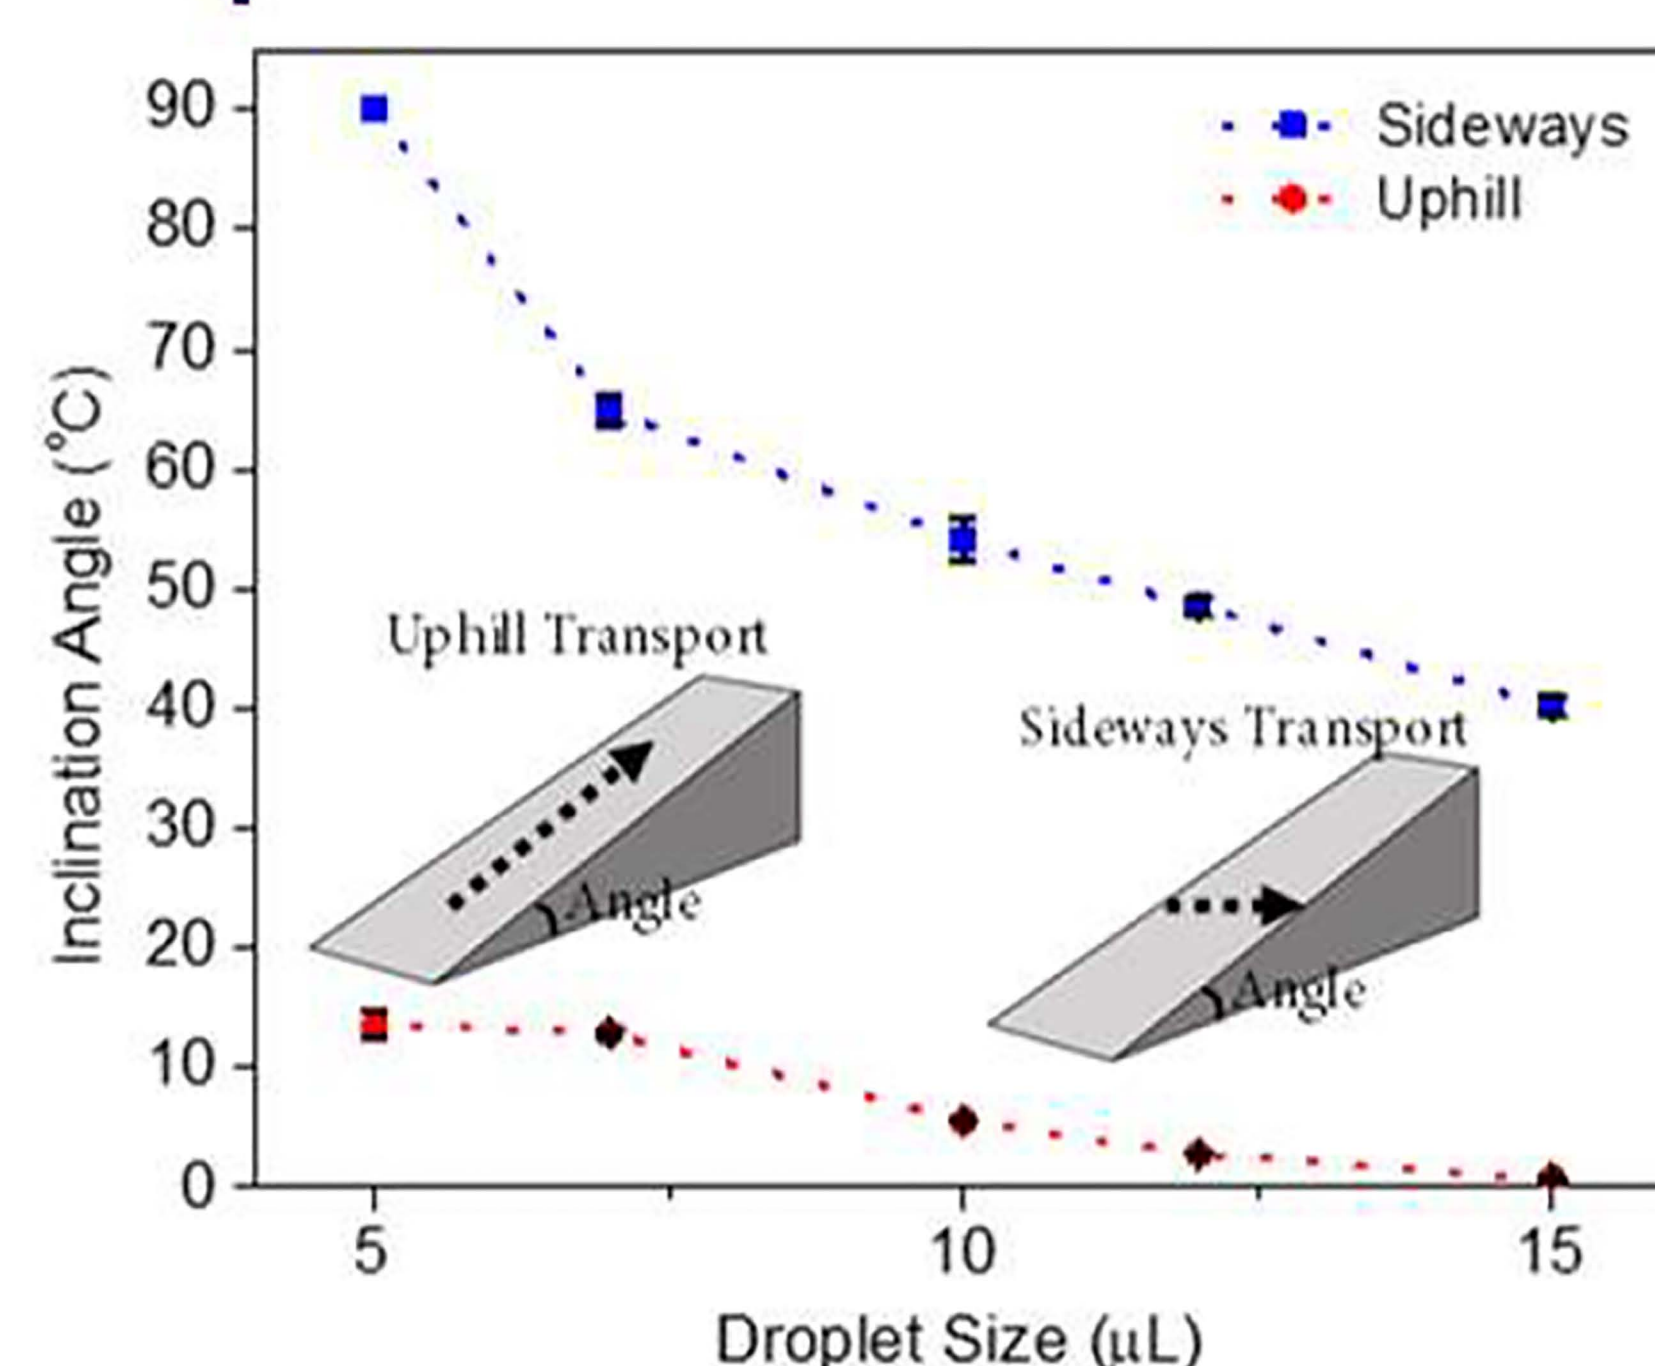 90
80
70
60
50
40
30
20
10
0
Inclination Angle (°C)
Sideways
Uphill
Uphill Transport
Angle
Sideways Transport
Angle
5 10 15
Droplet Size (µL)